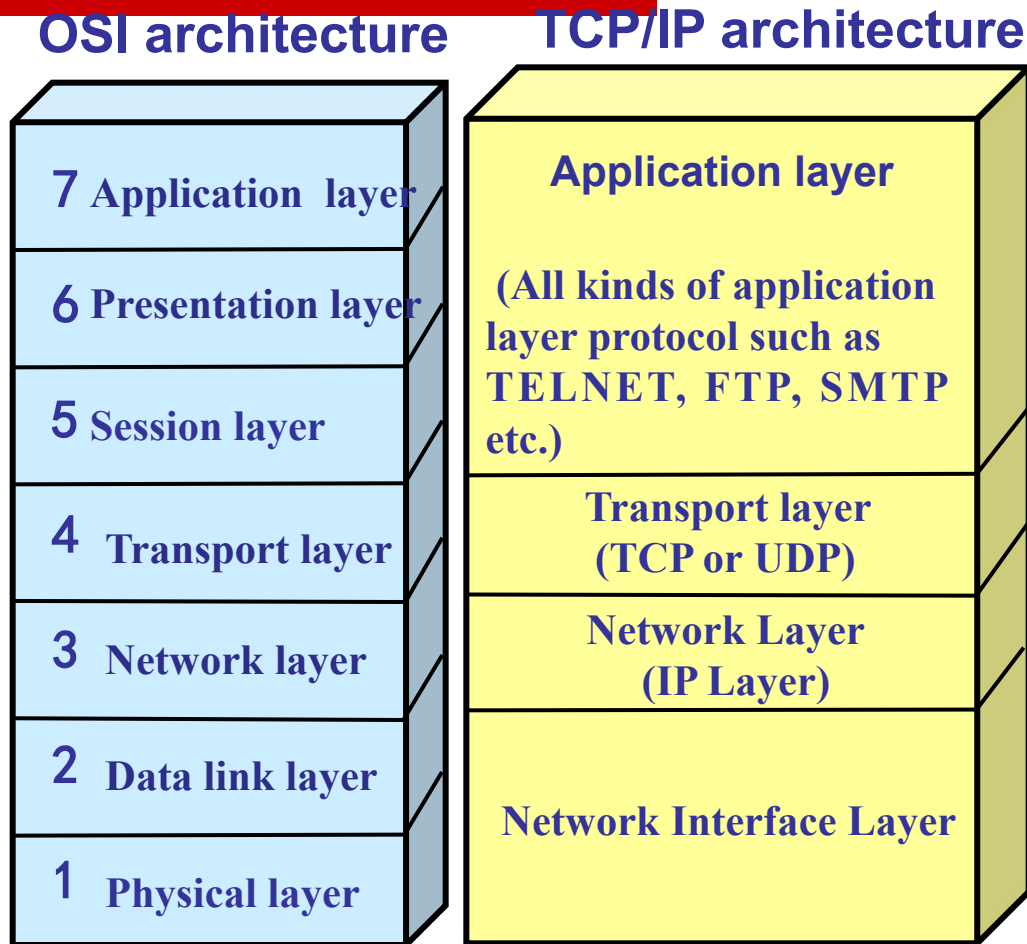 OSI architecture
TCP/IP architecture
7 Application layer
6 Presentation layer
5 Session layer
4 Transport layer
3 Network layer
2 Data link layer
1 Physical layer
Application layer
(All kinds of application
layer protocol such as
TELNET, FTP, SMTP
etc.)
Transport layer
(TCP or UDP)
Network Layer
(IP Layer)
Network Interface Layer